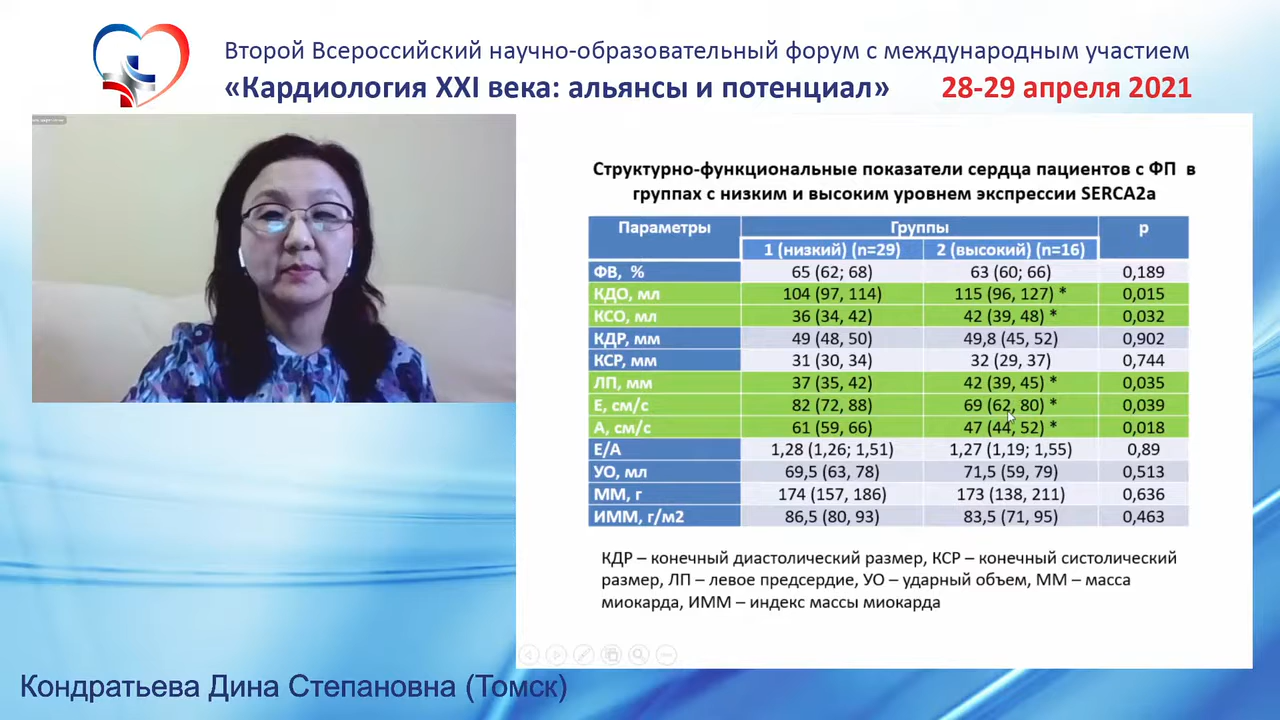 Второй Всероссийский научно-образовательный форум с международным участием
«Кардиология XXI века: альянсы и потенциал» 28-29 апреля 2021
Структурно-функциональные показатели сердца пациентов с ФП в
группах с низким и высоким уровнем экспрессии SERCA2a
Параметры Группы p
1 (низкий) (n=29) 2 (высокий) (n=16)
ФВ, % 65 (62; 68) 63 (60; 66) 0,189
КДО, мл 104 (97, 114) 115 (96, 127) * 0,015
КСО, мл 36 (34, 42) 42 (39, 48) * 0,032
КДР, мм 49 (48, 50) 49,8 (45, 52) 0,902
КСР, мм 31 (30, 34) 32 (29, 37) 0,744
ЛП, мм 37 (35, 42) 42 (39, 45) * 0,035
Е, см/с 82 (72, 88) 69 (62, 80) * 0,039
А, см/с 61 (59, 66) 47 (44, 52) * 0,018
Е/А 1,28 (1,26; 1,51) 1,27 (1,19; 1,55) 0,89
УО, мл 69,5 (63, 78) 71,5 (59, 79) 0,513
ММ, г 174 (157, 186) 173 (138, 211) 0,636
ИММ, г/м2 86,5 (80, 93) 83,5 (71, 95) 0,463
КДР – конечный диастолический размер, КСР – конечный систолический
размер, ЛП – левое предсердие, УО – ударный объем, ММ – масса
миокарда, ИММ – индекс массы миокарда
Кондратьева Дина Степановна (Томск)